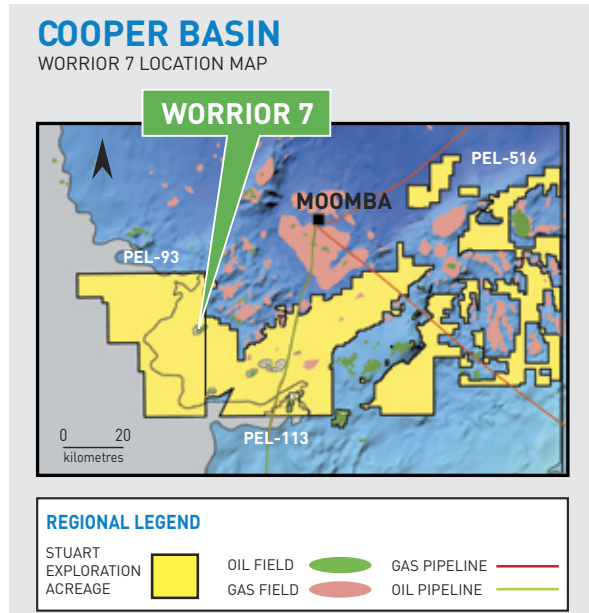 COOPER BASIN
WORRIOR 7 LOCATION MAP
WORRIOR 7
PEL-516
MOOMBA
PEL-93
0 20
kilometres
PEL-113
REGIONAL LEGEND
STUART
EXPLORATION
ACREAGE
OIL FIELD
GAS FIELD
GAS PIPELINE
OIL PIPELINE